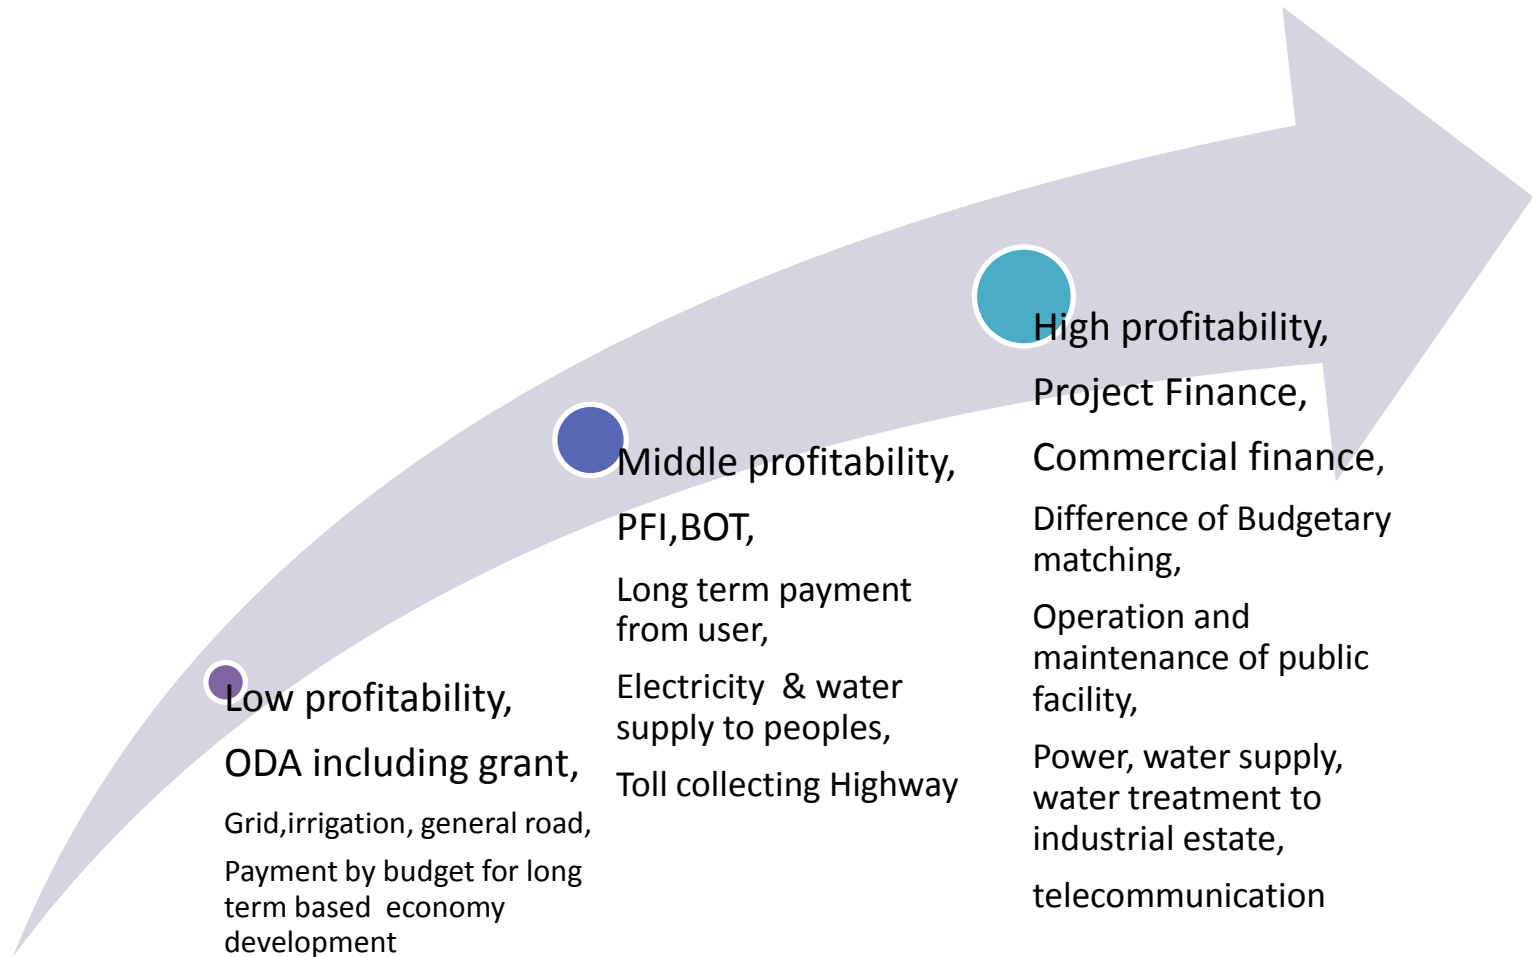 Low profitability,
ODA including grant,
Grid,irrigation, general road,
Payment by budget for long
term based  economy
development
Middle profitability,
PFI,BOT,
Long term payment
from user,
Electricity  & water
supply to peoples,
Toll collecting Highway
High profitability,
Project Finance,
Commercial finance,
Difference of Budgetary
matching,
Operation and
maintenance of public
facility,
Power, water supply,
water treatment to
industrial estate,
telecommunication